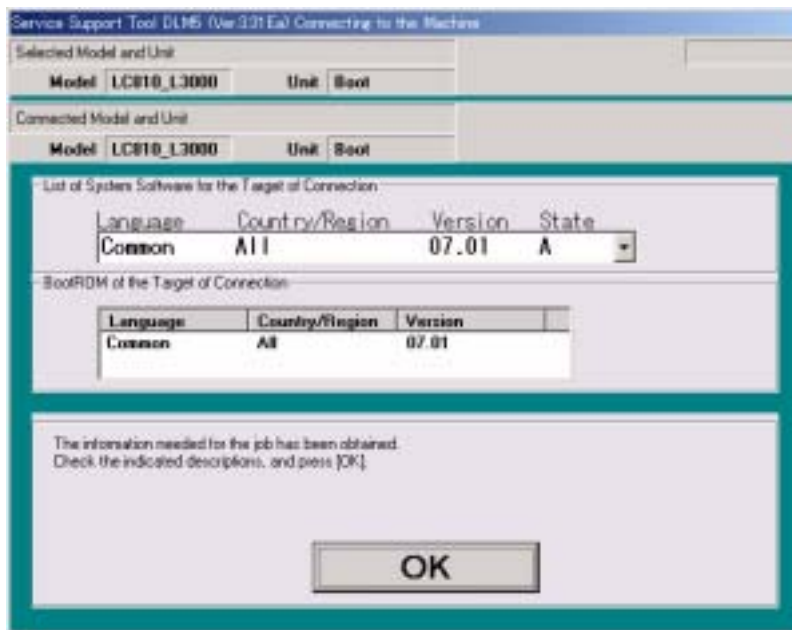 Service Support Tool DLM5 (Ver.331Ea) Connecting to the Machine
Selected Model and Unit
Model LC810_L3000 Unit Boot
Connected Model and Unit
Model LC810_L3000 Unit Boot
List of System Software for the Target of Connection
Language Country/Region Version State
Common All 07.01 A
BootROM of the Target of Connection
Language Country/Region Version
Common All 07.01
The information needed for the job has been obtained.
Check the indicated descriptions, and press [OK].
OK